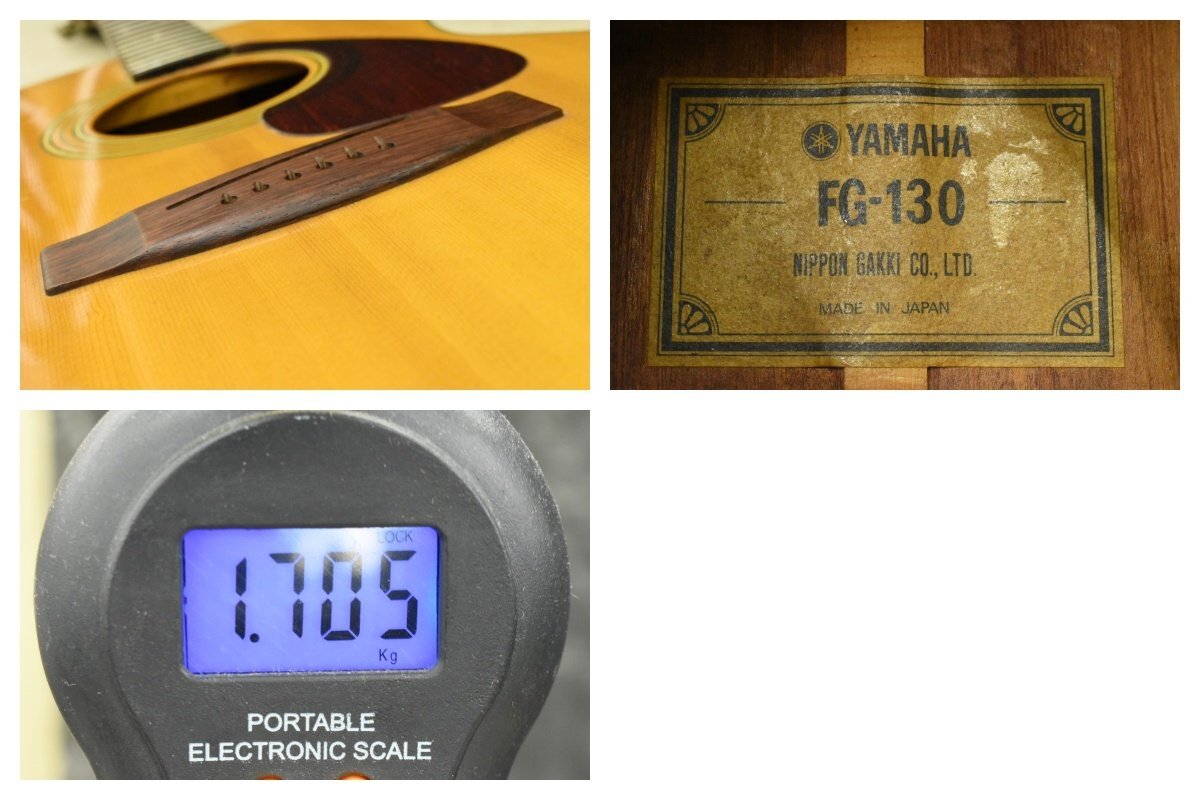 YAMAHA
FG-130
NIPPON GAKKI CO., LTD.
MADE IN JAPAN
LOCK
1.705
Kg
PORTABLE
ELECTRONIC SCALE